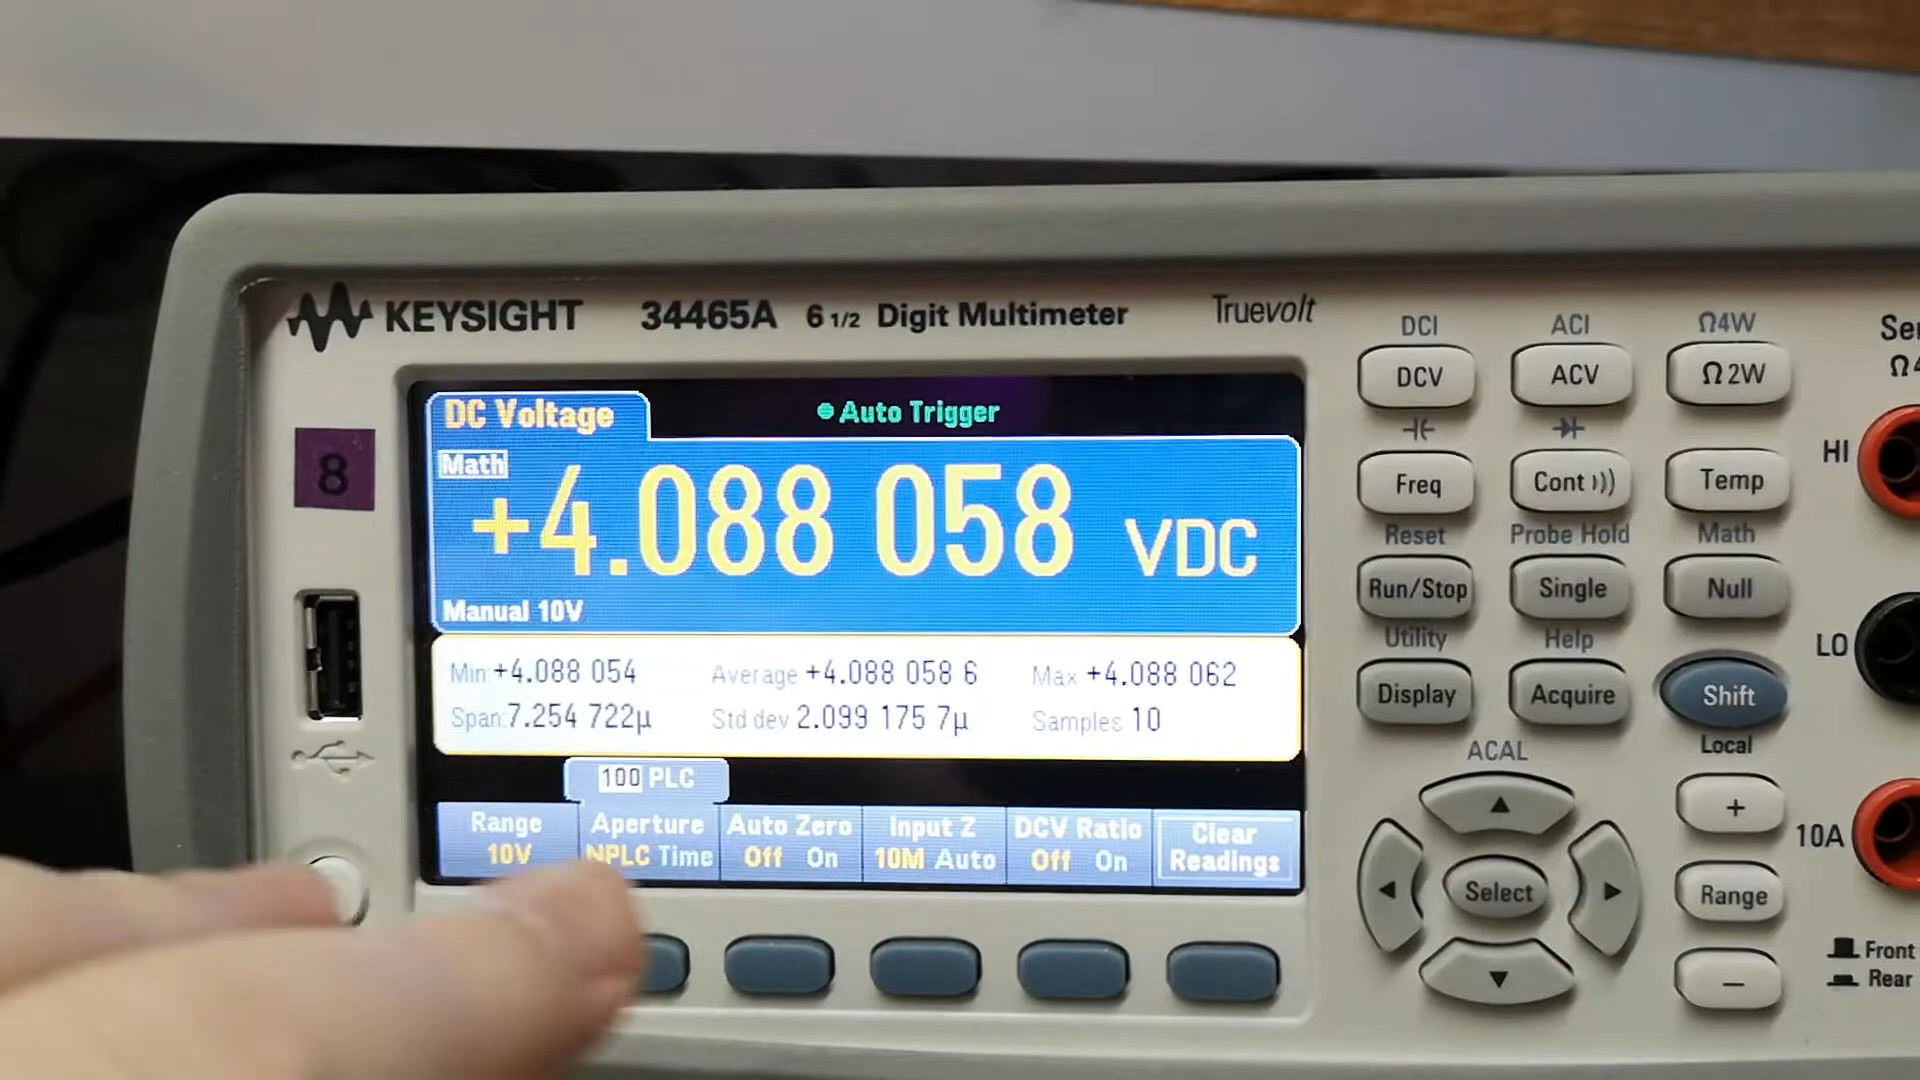 KEYSIGHT 34465A 6 1/2 Digit Multimeter Truevolt
DC Voltage
Auto Trigger
Math
+4.088 058 VDC
Manual 10V
Min +4.088 054 Average +4.088 058 6 Max +4.088 062
Span 7.254 722µ Std dev 2.099 175 7µ Samples 10
100 PLC
Range Aperture Auto Zero Input Z DCV Ratio Clear
10V NPLC Time Off On 10M Auto Off On Readings
8
DCI ACI Ω4W
DCV ACV Ω2W
Freq Cont Temp
Reset Probe Hold Math
Run/Stop Single Null
Utility Help
Display Acquire Shift
ACAL Local
+
Select Range
−
HI
LO
10A
Front
Rear